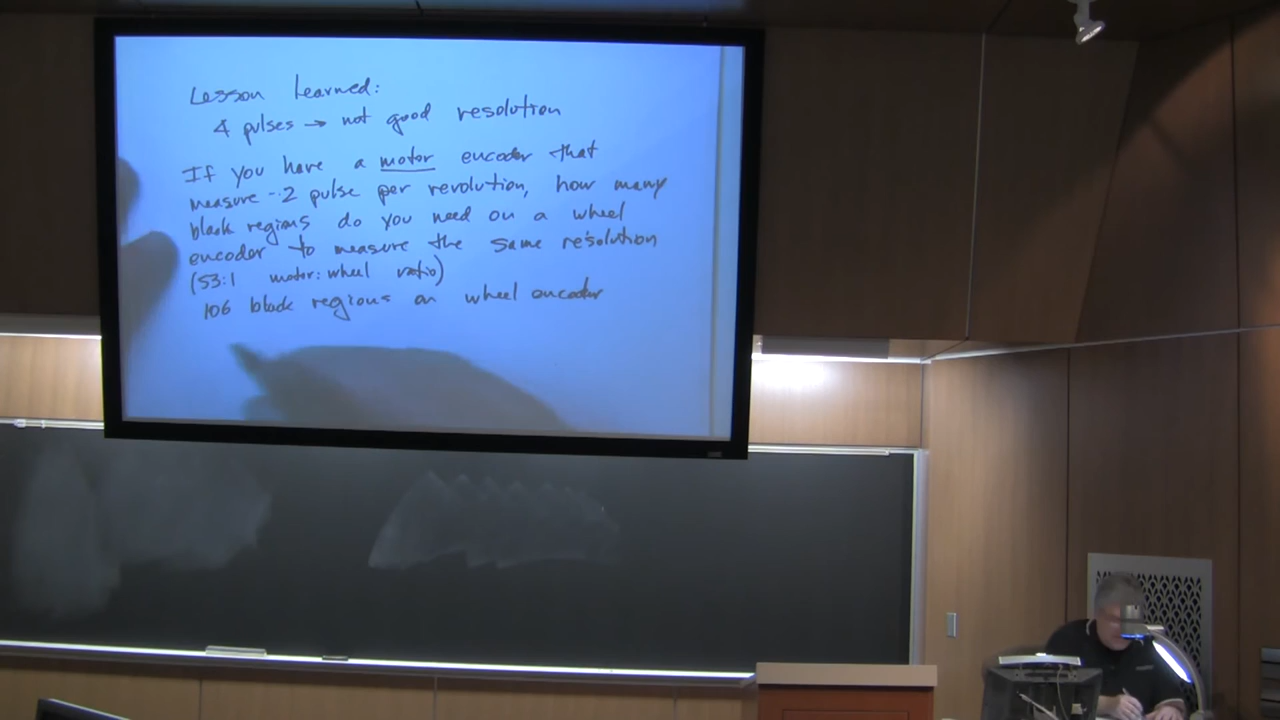 Lesson Learned:
4 pulses → not good resolution
If you have a motor encoder that
measure -.2 pulse per revolution, how many
black regions do you need on a wheel
encoder to measure the same resolution
(53:1 motor:wheel ratio)
106 black regions on wheel encoder